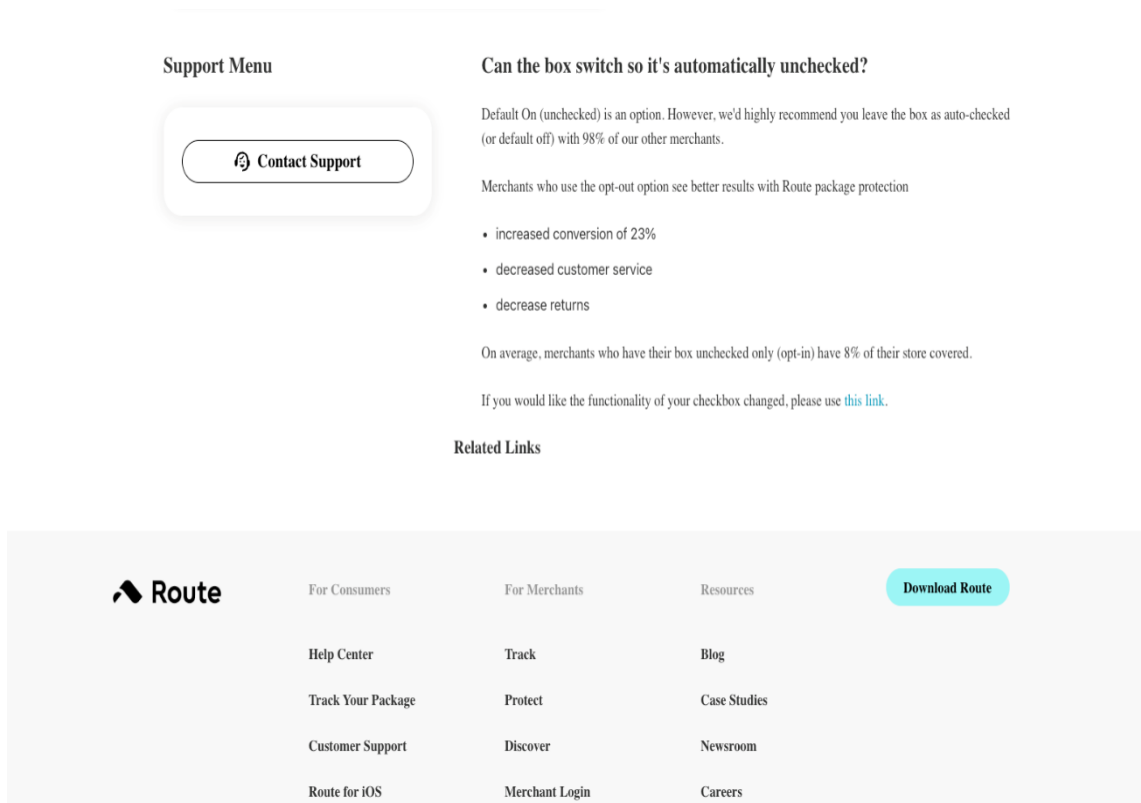 Support Menu
Contact Support
Can the box switch so it's automatically unchecked?
Default On (unchecked) is an option. However, we'd highly recommend you leave the box as auto-checked
(or default off) with 98% of our other merchants.
Merchants who use the opt-out option see better results with Route package protection
• increased conversion of 23%
• decreased customer service
• decrease returns
On average, merchants who have their box unchecked only (opt-in) have 8% of their store covered.
If you would like the functionality of your checkbox changed, please use this link.
Related Links
Route
For Consumers
Help Center
Track Your Package
Customer Support
Route for iOS
For Merchants
Track
Protect
Discover
Merchant Login
Resources
Blog
Case Studies
Newsroom
Careers
Download Route